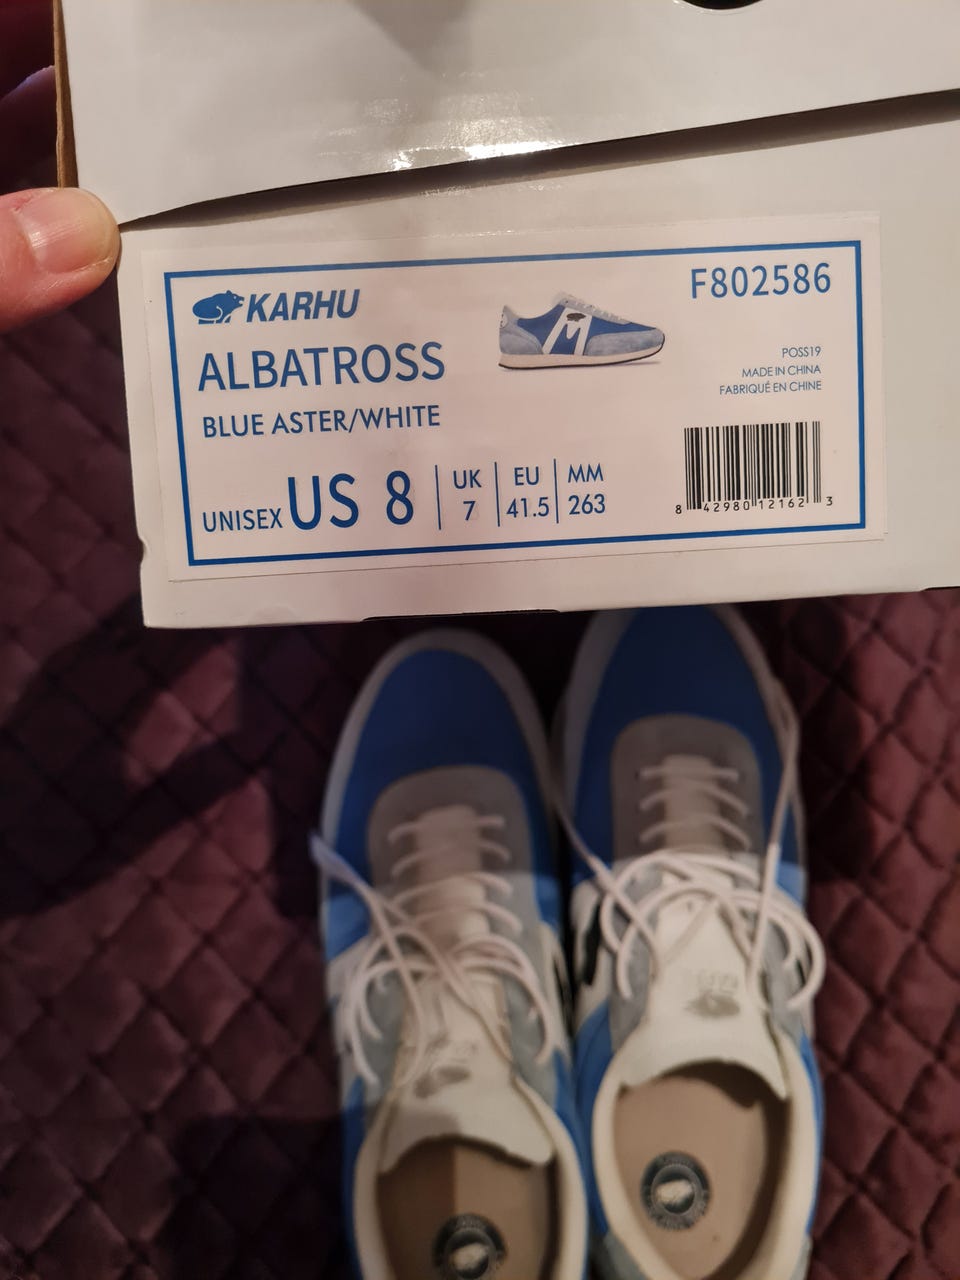 KARHU
F802586
ALBATROSS
POSS19
MADE IN CHINA
FABRIQUÉ EN CHINE
BLUE ASTER/WHITE
UNISEX US 8
UK
7
EU
41.5
MM
263
8 42980 12162 3